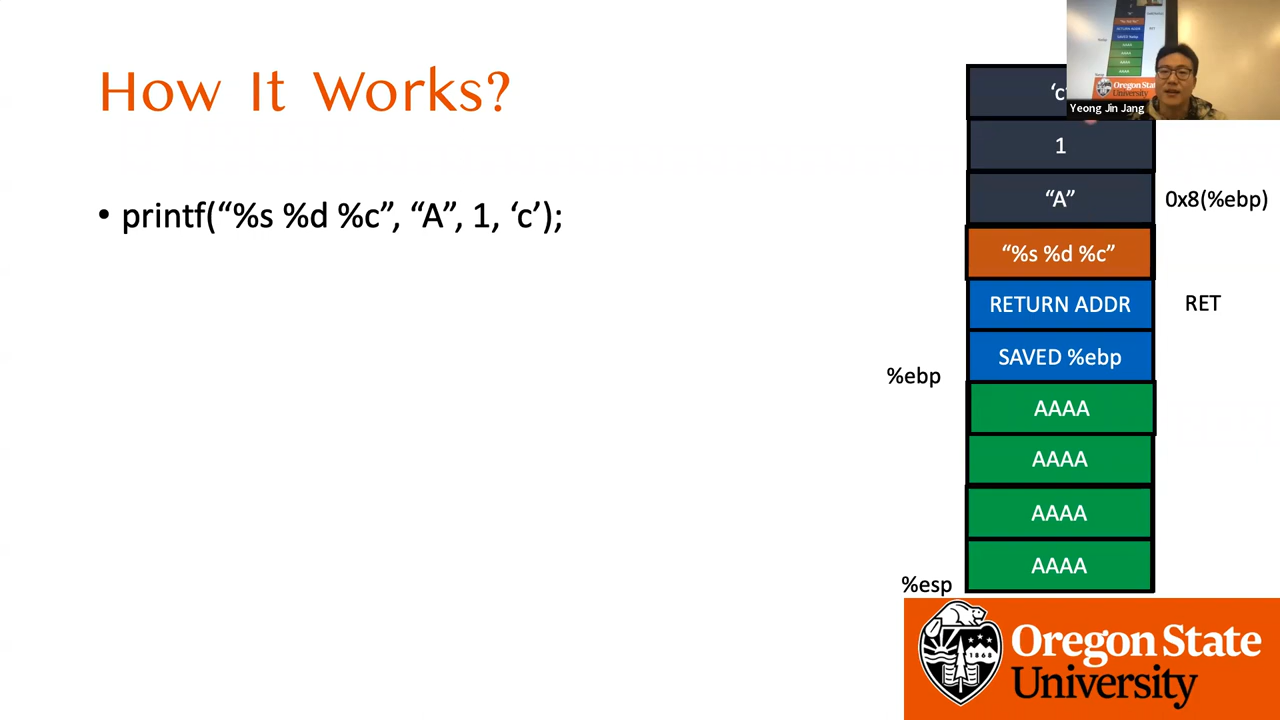 How It Works?
• printf(“%s %d %c”, “A”, 1, ‘c’);
‘c
1
“A”
0x8(%ebp)
“%s %d %c”
RETURN ADDR
RET
SAVED %ebp
%ebp
AAAA
AAAA
AAAA
AAAA
%esp
Yeong Jin Jang
Oregon State
University